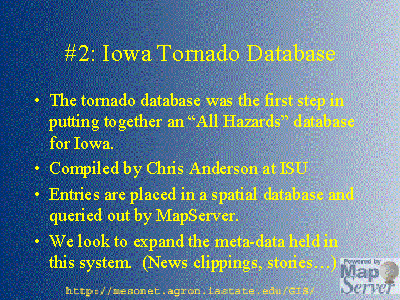 #2: Iowa Tornado Database
• The tornado database was the first step in
putting together an “All Hazards” database
for Iowa.
• Compiled by Chris Anderson at ISU
• Entries are placed in a spatial database and
queried out by MapServer.
• We look to expand the meta-data held in
this system.  (News clippings, stories…)
Powered by
Map
Server
http://mesonet.agron.iastate.edu/GIS/